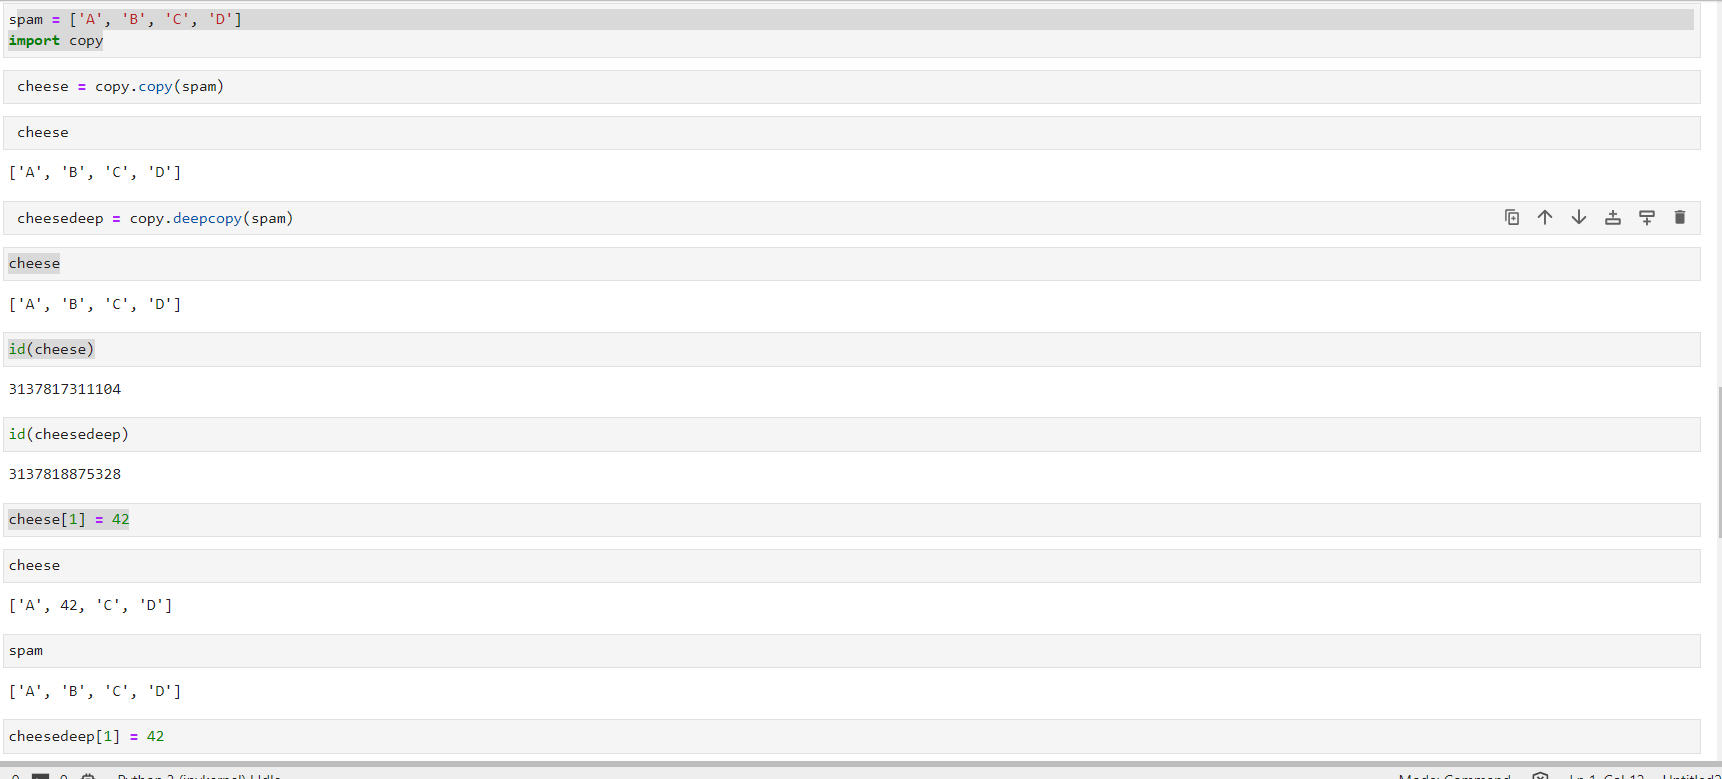 spam = ['A', 'B', 'C', 'D']
import copy
cheese = copy.copy(spam)
cheese
['A', 'B', 'C', 'D']
cheesedeep = copy.deepcopy(spam)
cheese
['A', 'B', 'C', 'D']
id(cheese)
3137817311104
id(cheesedeep)
3137818875328
cheese[1] = 42
cheese
['A', 42, 'C', 'D']
spam
['A', 'B', 'C', 'D']
cheesedeep[1] = 42